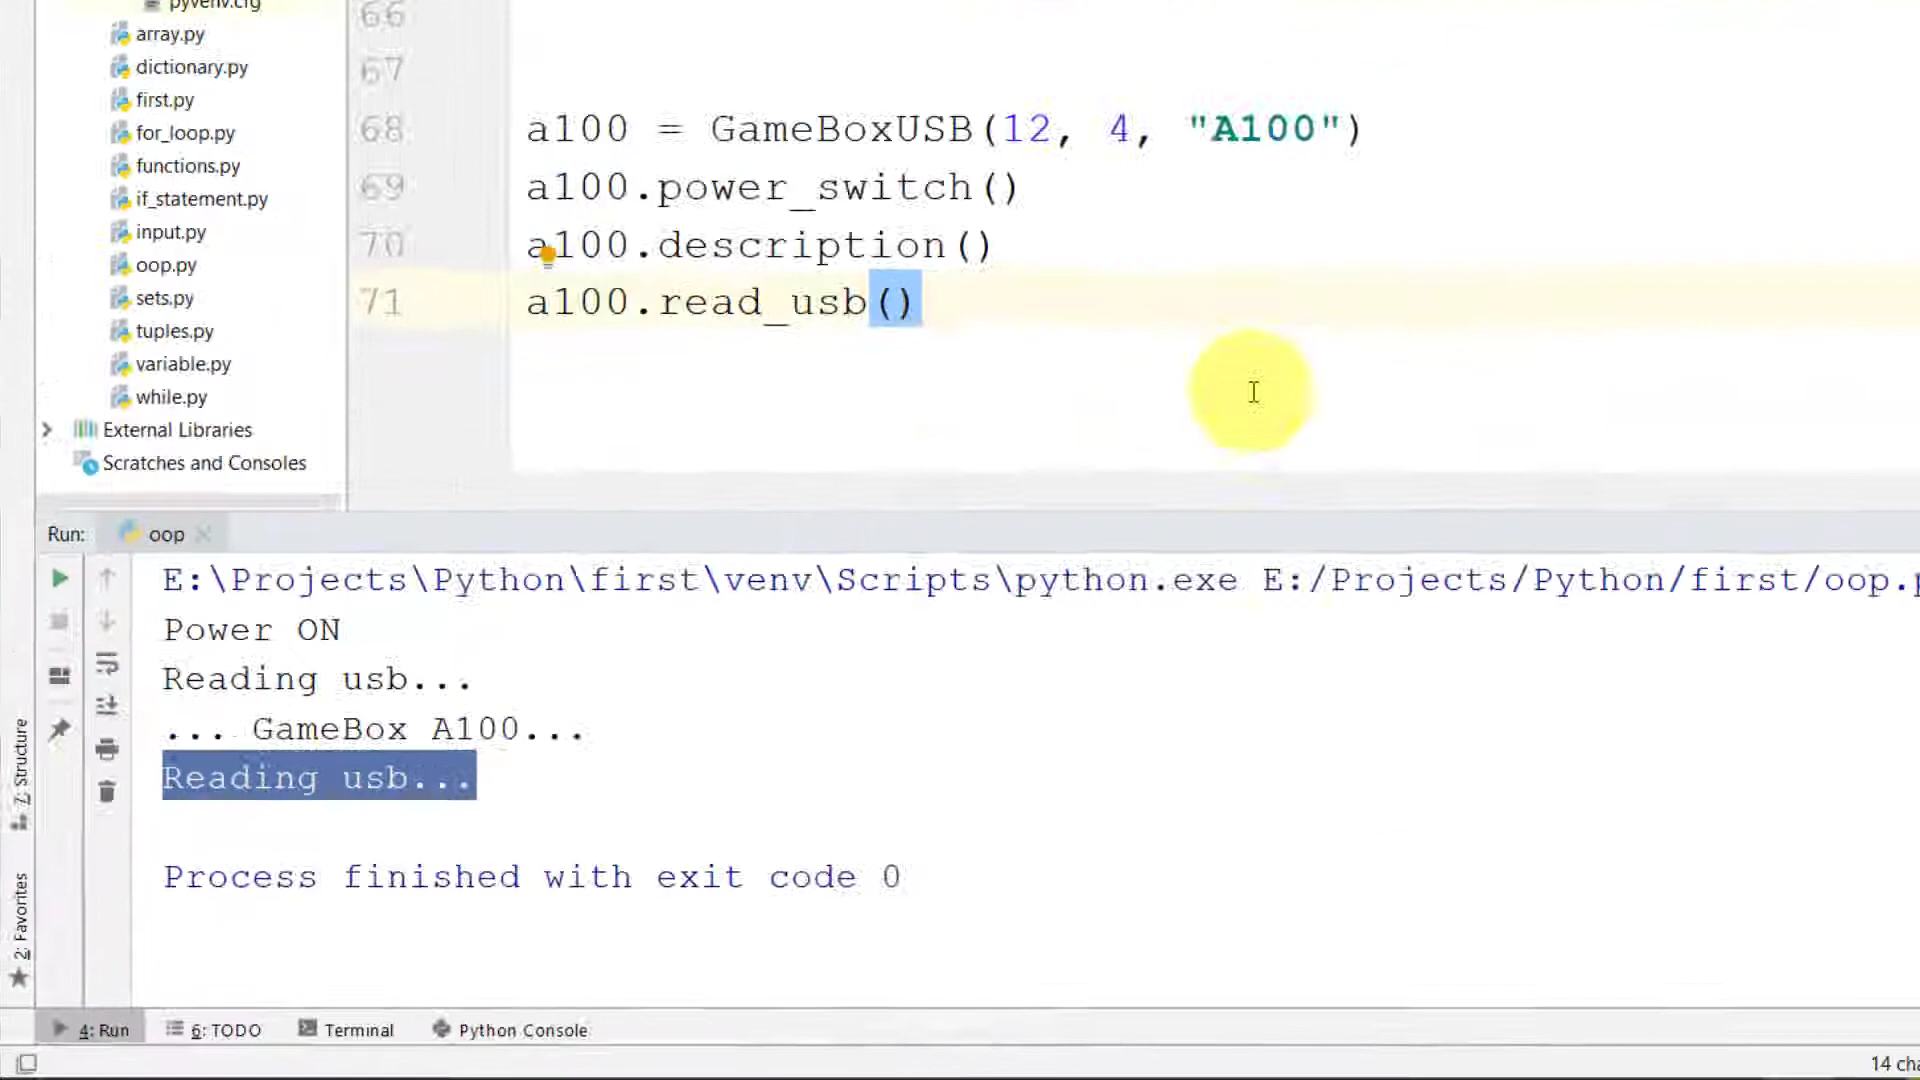 pyvenv.cfg
array.py
dictionary.py
first.py
for_loop.py
functions.py
if_statement.py
input.py
oop.py
sets.py
tuples.py
variable.py
while.py
External Libraries
Scratches and Consoles
66
67
68 a100 = GameBoxUSB(12, 4, "A100")
69 a100.power_switch()
70 a100.description()
71 a100.read_usb()
Run: oop
E:\Projects\Python\first\venv\Scripts\python.exe E:/Projects/Python/first/oop.p
Power ON
Reading usb...
... GameBox A100...
Reading usb...
Process finished with exit code 0
Z: Structure
2: Favorites
4: Run 6: TODO Terminal Python Console
14 cha